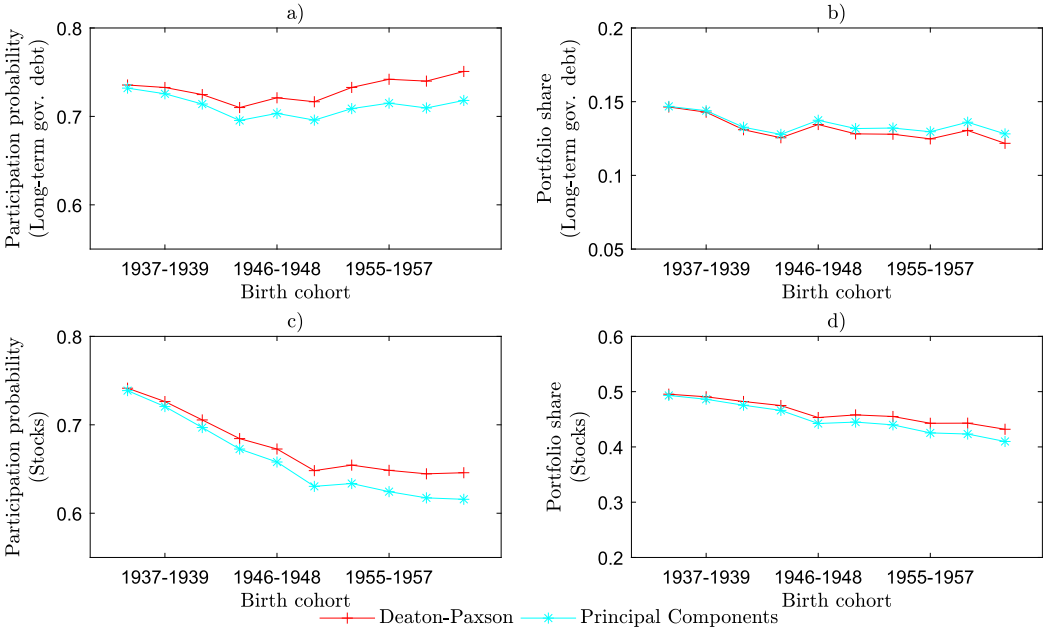 a)
Participation probability
(Long-term gov. debt)
0.8
0.7
0.6
1937-1939
1946-1948
1955-1957
Birth cohort
b)
Portfolio share
(Long-term gov. debt)
0.2
0.15
0.1
0.05
1937-1939
1946-1948
1955-1957
Birth cohort
c)
Participation probability
(Stocks)
0.8
0.7
0.6
1937-1939
1946-1948
1955-1957
Birth cohort
d)
Portfolio share
(Stocks)
0.6
0.5
0.4
0.3
0.2
1937-1939
1946-1948
1955-1957
Birth cohort
Deaton-Paxson
Principal Components